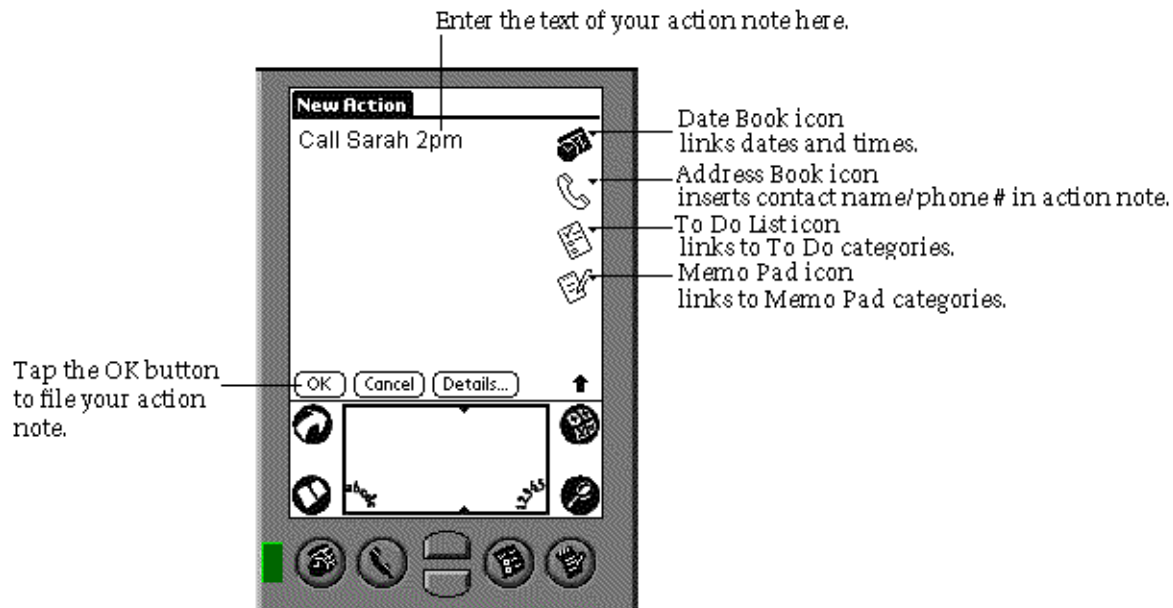 Enter the text of your action note here.
New Action
Call Sarah 2pm
Date Book icon
links dates and times.
Address Book icon
inserts contact name/phone # in action note.
To Do List icon
links to To Do categories.
Memo Pad icon
links to Memo Pad categories.
Tap the OK button
to file your action
note.
OK Cancel Details...
abcde 12345